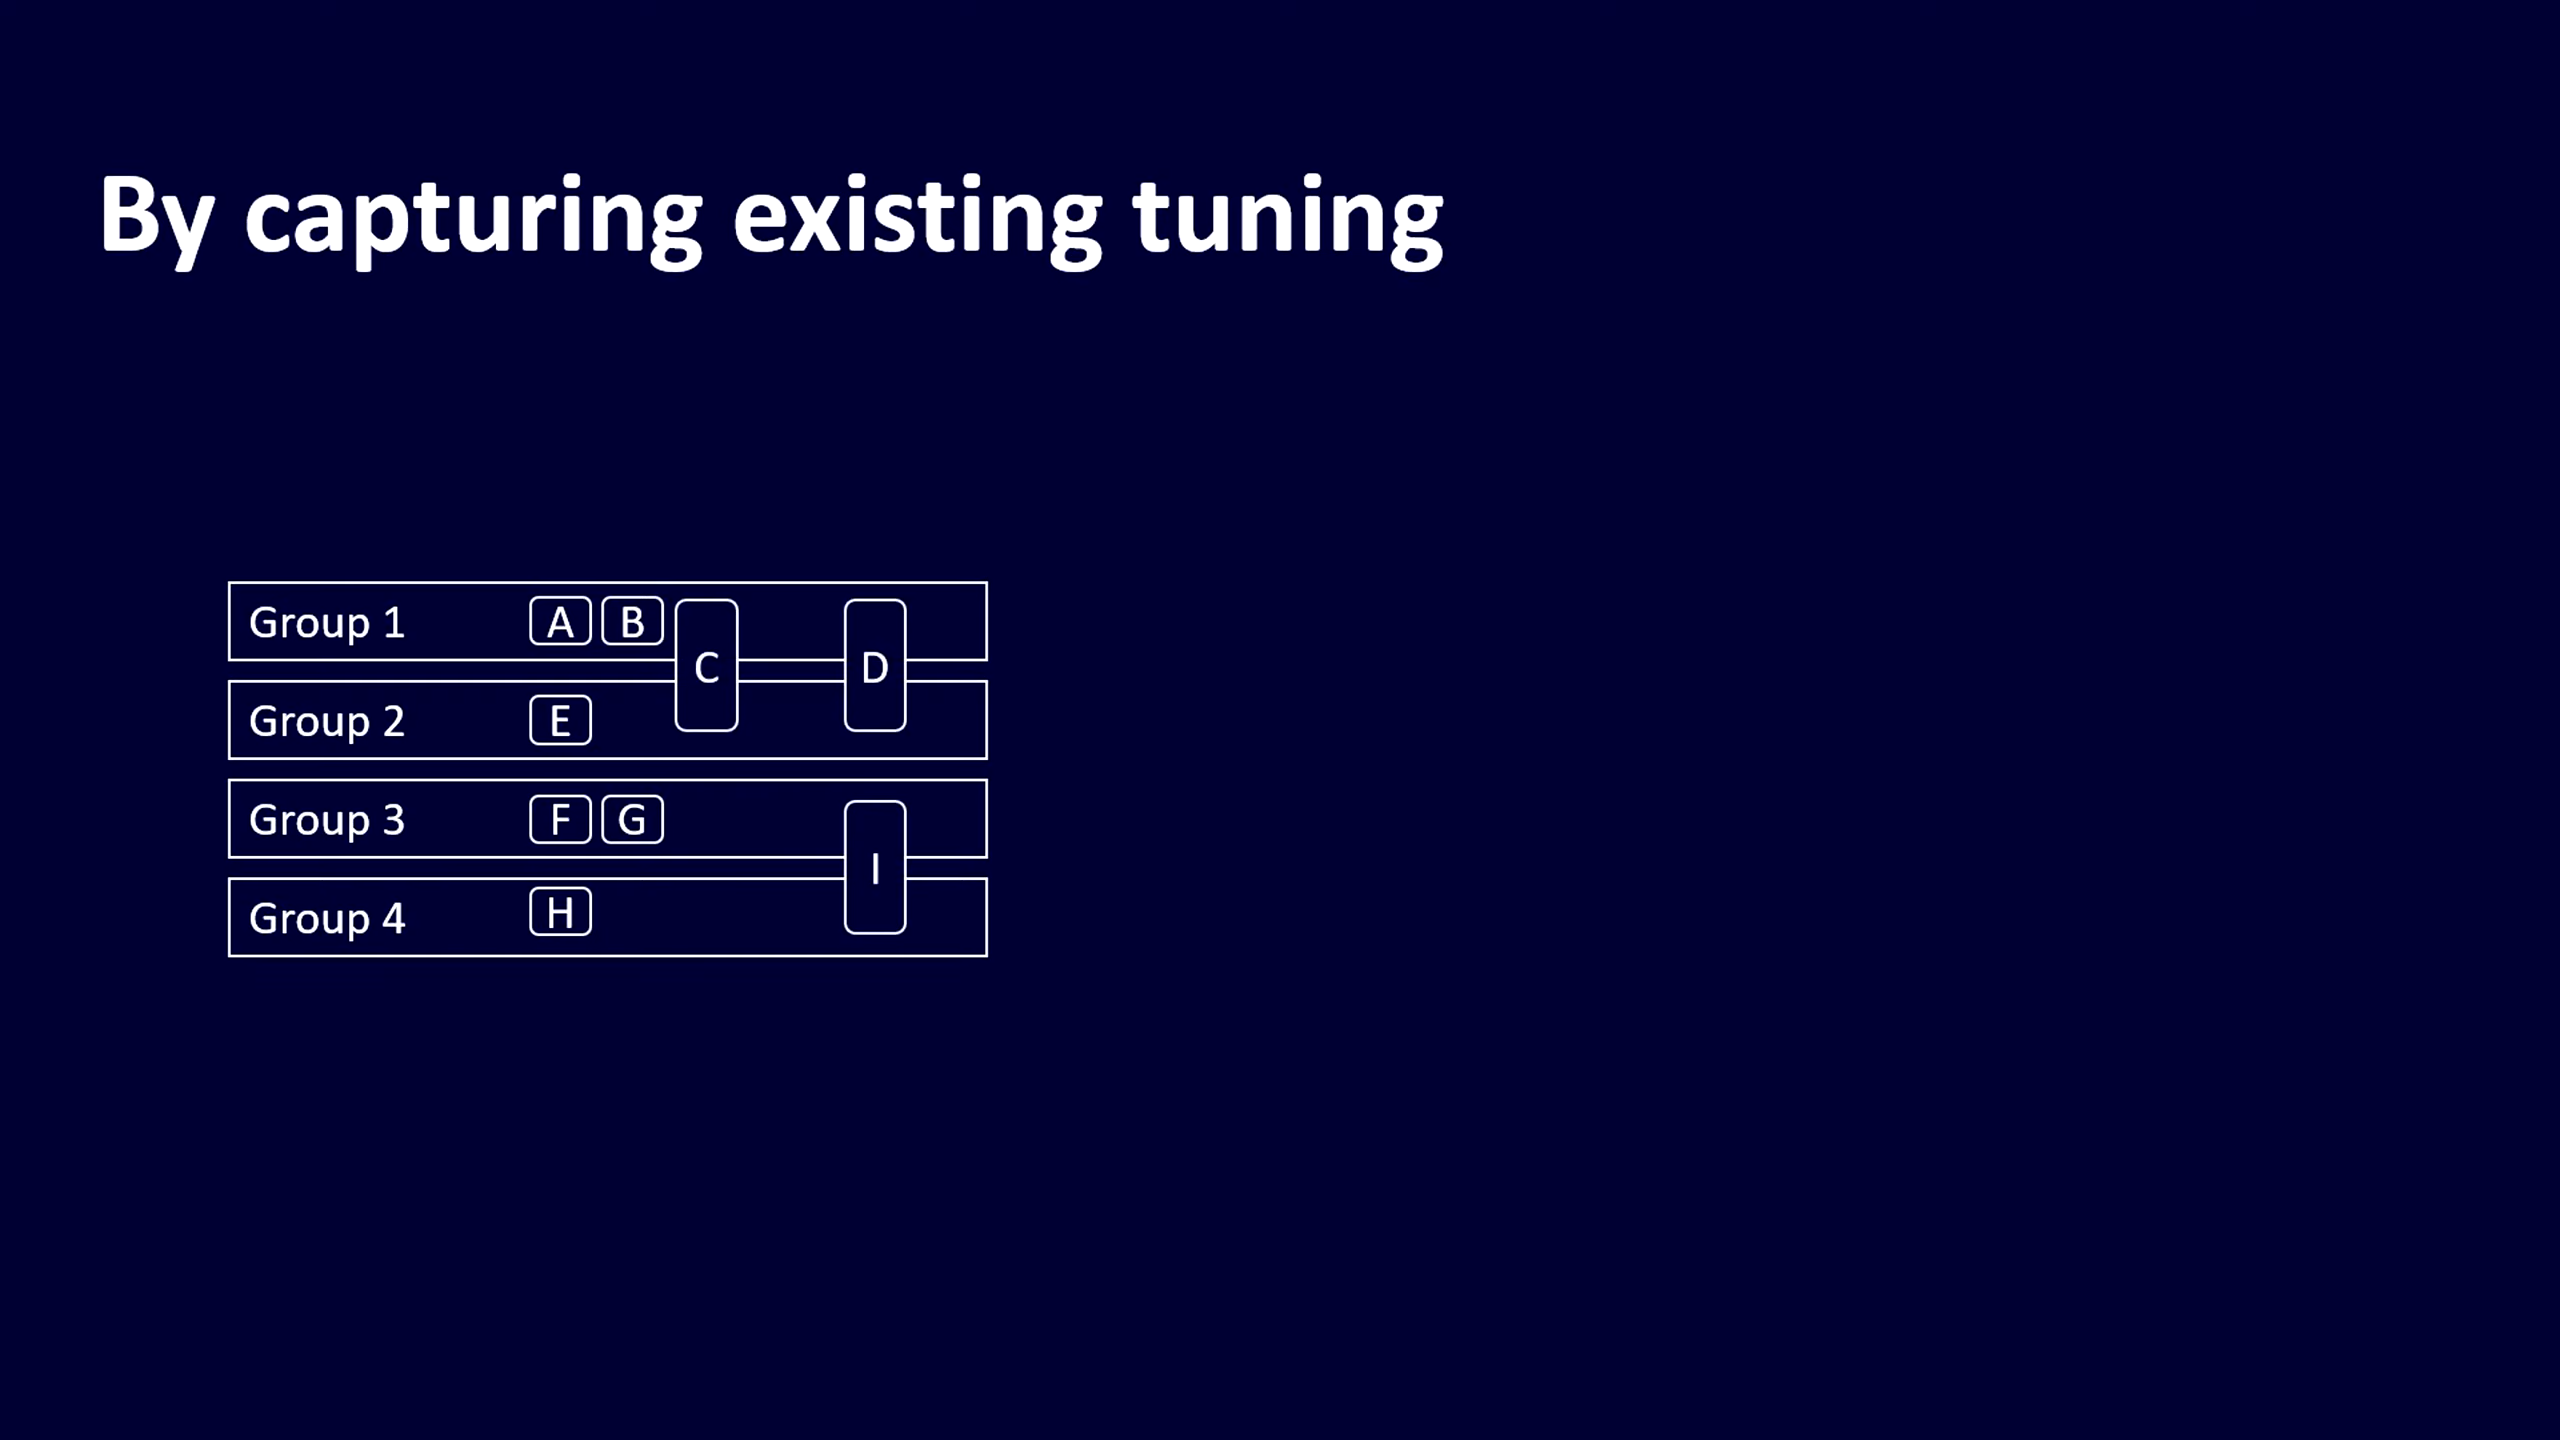 By capturing existing tuning
Group 1 A B
C D
Group 2 E
Group 3 F G
I
Group 4 H